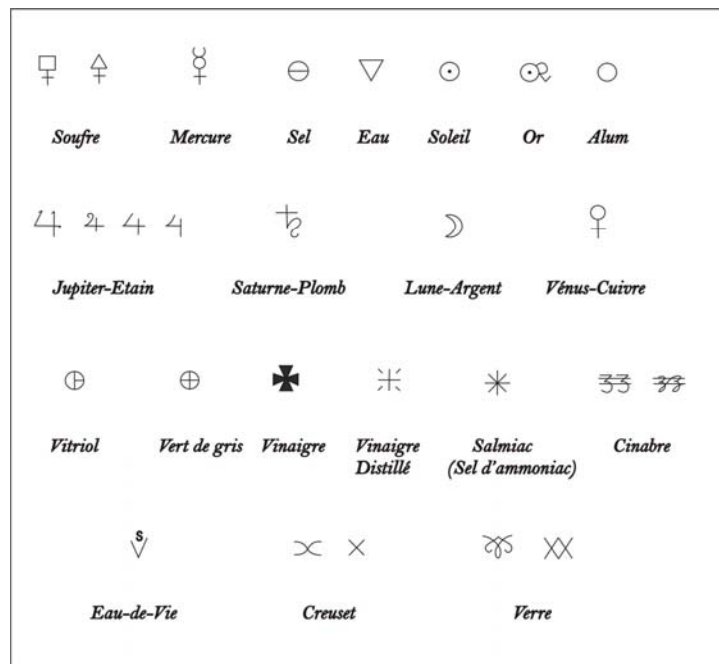 Soufre Mercure Sel Eau Soleil Or Alum
Jupiter-Etain Saturne-Plomb Lune-Argent Vénus-Cuivre
Vitriol Vert de gris Vinaigre Vinaigre Distillé Salmiac (Sel d'ammoniac) Cinabre
S
Eau-de-Vie Creuset Verre